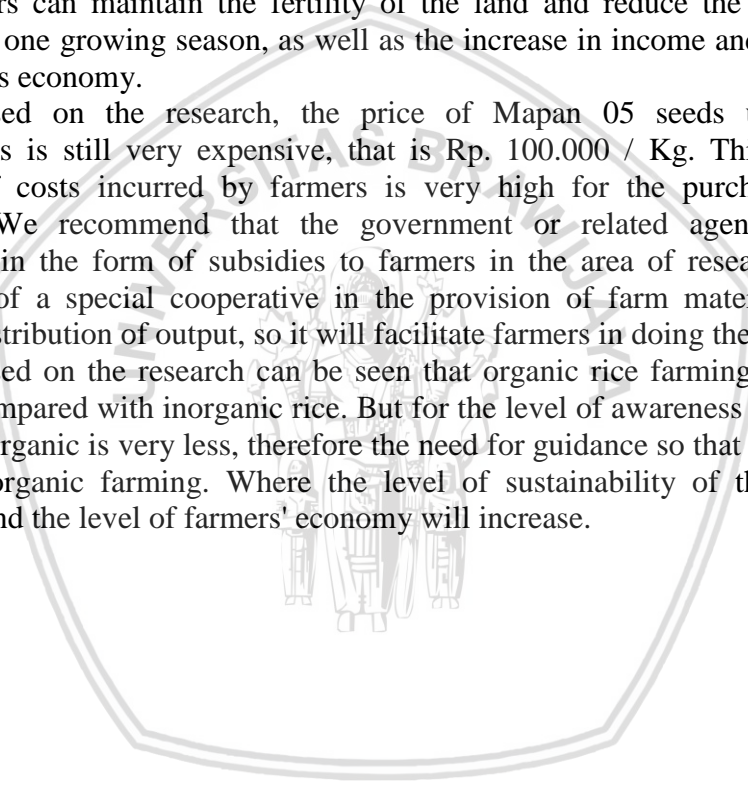 rs can maintain the fertility of the land and reduce the
one growing season, as well as the increase in income and
s economy.
sed on the research, the price of Mapan 05 seeds
s is still very expensive, that is Rp. 100.000 / Kg. Thi
costs incurred by farmers is very high for the purch
We recommend that the government or related agen
in the form of subsidies to farmers in the area of resea
of a special cooperative in the provision of farm mater
stribution of output, so it will facilitate farmers in doing the
sed on the research can be seen that organic rice farming
mpared with inorganic rice. But for the level of awareness
rganic is very less, therefore the need for guidance so that
organic farming. Where the level of sustainability of th
nd the level of farmers' economy will increase.
UNIVERSITAS BRAWIJAYA